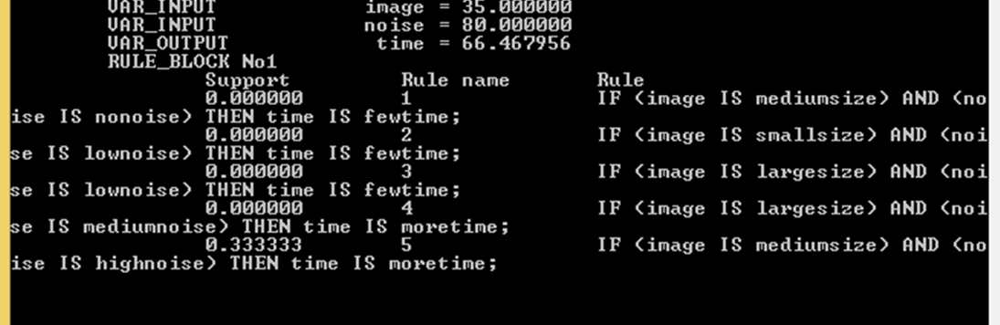 VAR_INPUT image = 35.000000
VAR_INPUT noise = 80.000000
VAR_OUTPUT time = 66.467956
RULE_BLOCK No1
Support Rule name Rule
0.000000 1 IF (image IS mediumsize) AND (no
ise IS nonoise) THEN time IS fewtime;
0.000000 2 IF (image IS smallsize) AND (noi
se IS lownoise) THEN time IS fewtime;
0.000000 3 IF (image IS largesize) AND (noi
se IS lownoise) THEN time IS fewtime;
0.000000 4 IF (image IS largesize) AND (noi
se IS mediumnoise) THEN time IS moretime;
0.333333 5 IF (image IS mediumsize) AND (no
ise IS highnoise) THEN time IS moretime;